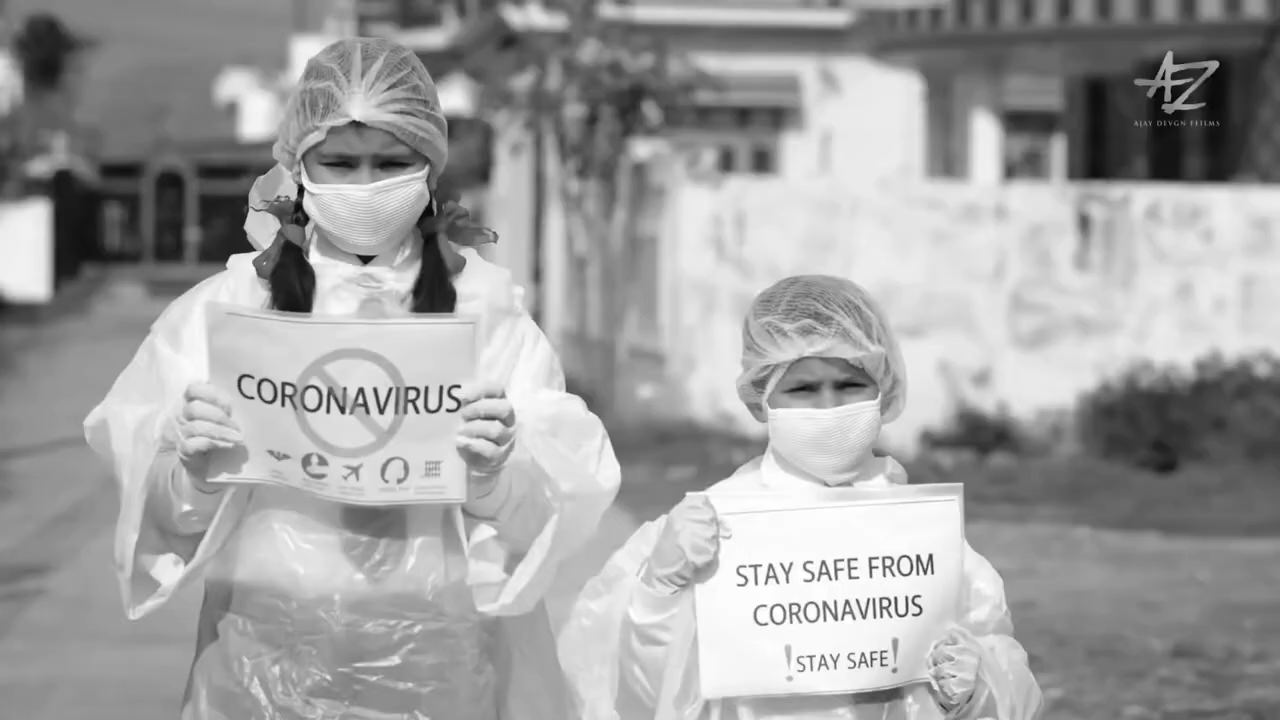 AZ
AJAY DEVGN FFILMS
CORONAVIRUS
STAY SAFE FROM
CORONAVIRUS
!STAY SAFE!